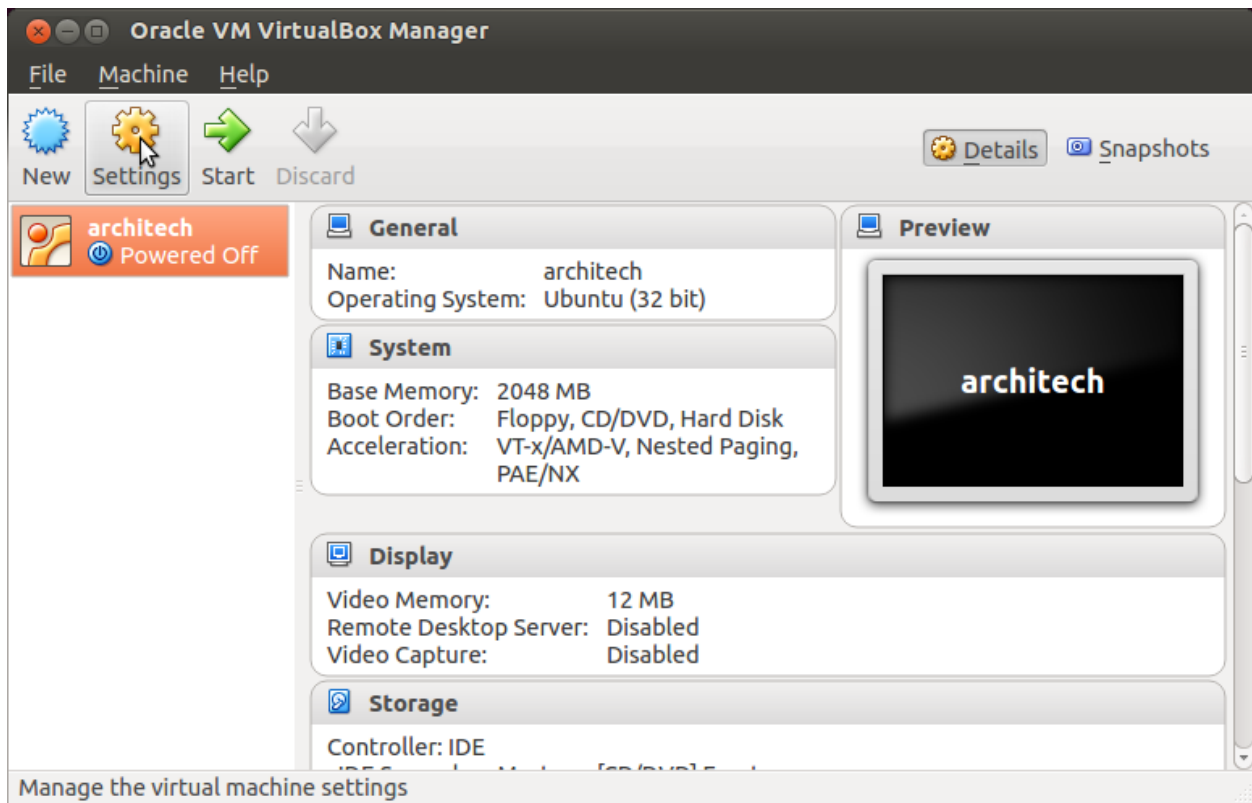 Oracle VM VirtualBox Manager
File Machine Help
New Settings Start Discard
Details Snapshots
architech
Powered Off
General
Name: architech
Operating System: Ubuntu (32 bit)
System
Base Memory: 2048 MB
Boot Order: Floppy, CD/DVD, Hard Disk
Acceleration: VT-x/AMD-V, Nested Paging,
PAE/NX
Preview
architech
Display
Video Memory: 12 MB
Remote Desktop Server: Disabled
Video Capture: Disabled
Storage
Controller: IDE
Manage the virtual machine settings